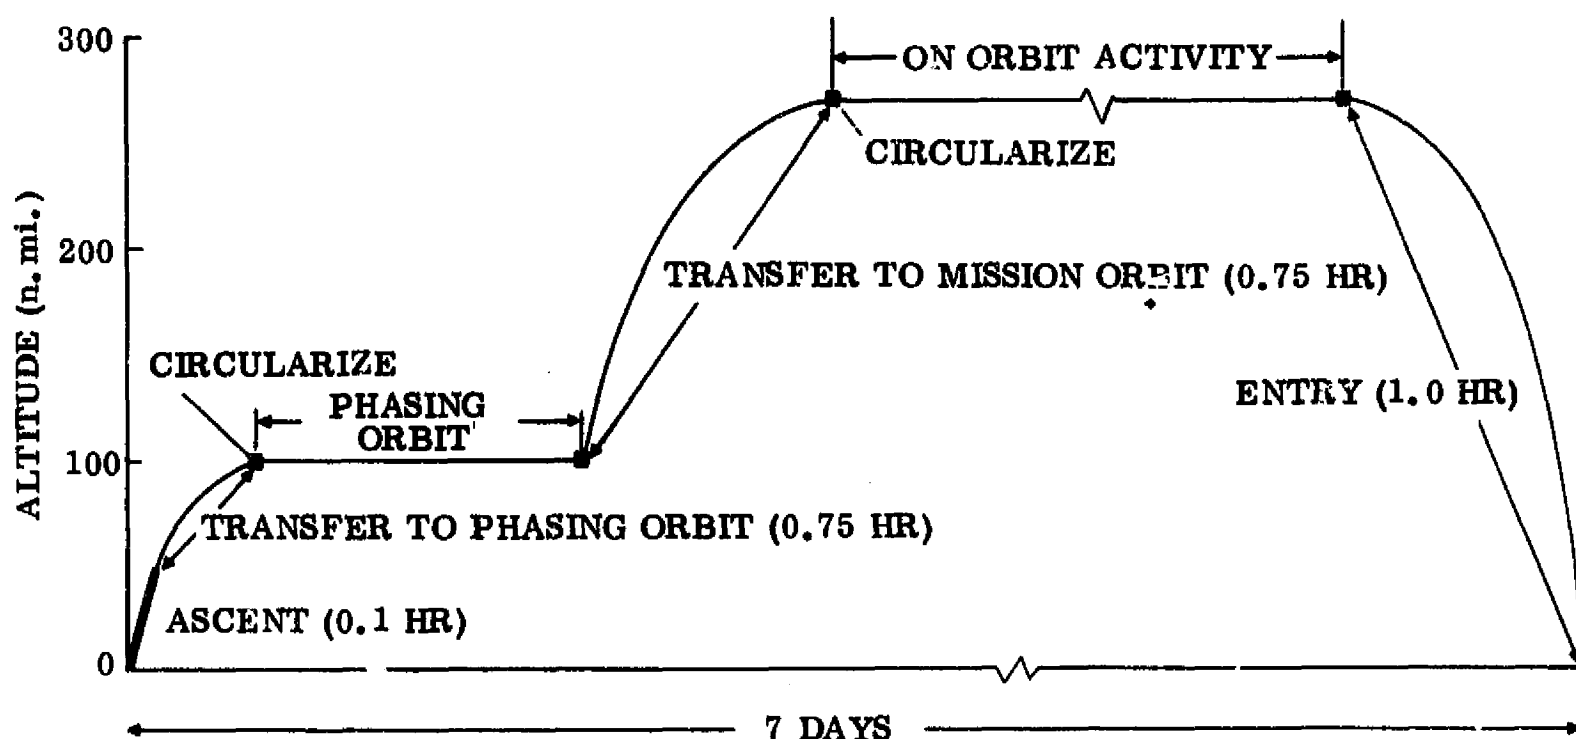 300
ON ORBIT ACTIVITY
CIRCULARIZE
200
TRANSFER TO MISSION ORBIT (0.75 HR)
ALTITUDE (n.mi.)
CIRCULARIZE
PHASING
ORBIT
ENTRY (1.0 HR)
100
TRANSFER TO PHASING ORBIT (0.75 HR)
ASCENT (0.1 HR)
0
7 DAYS